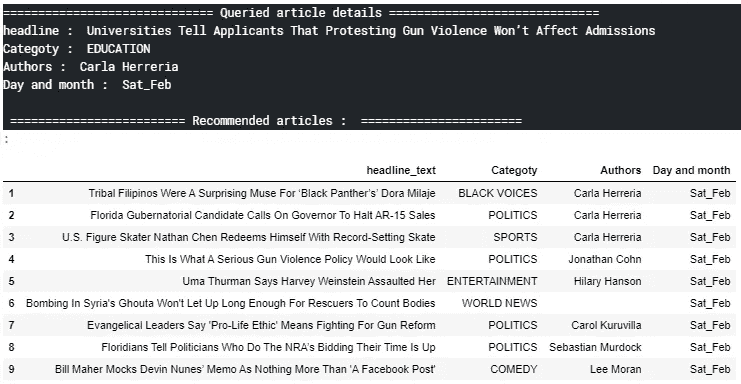 ============================== Queried article details ==============================
headline :  Universities Tell Applicants That Protesting Gun Violence Won’t Affect Admissions
Categoty :  EDUCATION
Authors :  Carla Herreria
Day and month :  Sat_Feb
========================= Recommended articles :  =======================
:
headline_text Categoty Authors Day and month
1 Tribal Filipinos Were A Surprising Muse For ‘Black Panther’s’ Dora Milaje BLACK VOICES Carla Herreria Sat_Feb
2 Florida Gubernatorial Candidate Calls On Governor To Halt AR-15 Sales POLITICS Carla Herreria Sat_Feb
3 U.S. Figure Skater Nathan Chen Redeems Himself With Record-Setting Skate SPORTS Carla Herreria Sat_Feb
4 This Is What A Serious Gun Violence Policy Would Look Like POLITICS Jonathan Cohn Sat_Feb
5 Uma Thurman Says Harvey Weinstein Assaulted Her ENTERTAINMENT Hilary Hanson Sat_Feb
6 Bombing In Syria's Ghouta Won't Let Up Long Enough For Rescuers To Count Bodies WORLD NEWS Sat_Feb
7 Evangelical Leaders Say 'Pro-Life Ethic' Means Fighting For Gun Reform POLITICS Carol Kuruvilla Sat_Feb
8 Floridians Tell Politicians Who Do The NRA’s Bidding Their Time Is Up POLITICS Sebastian Murdock Sat_Feb
9 Bill Maher Mocks Devin Nunes’ Memo As Nothing More Than 'A Facebook Post' COMEDY Lee Moran Sat_Feb